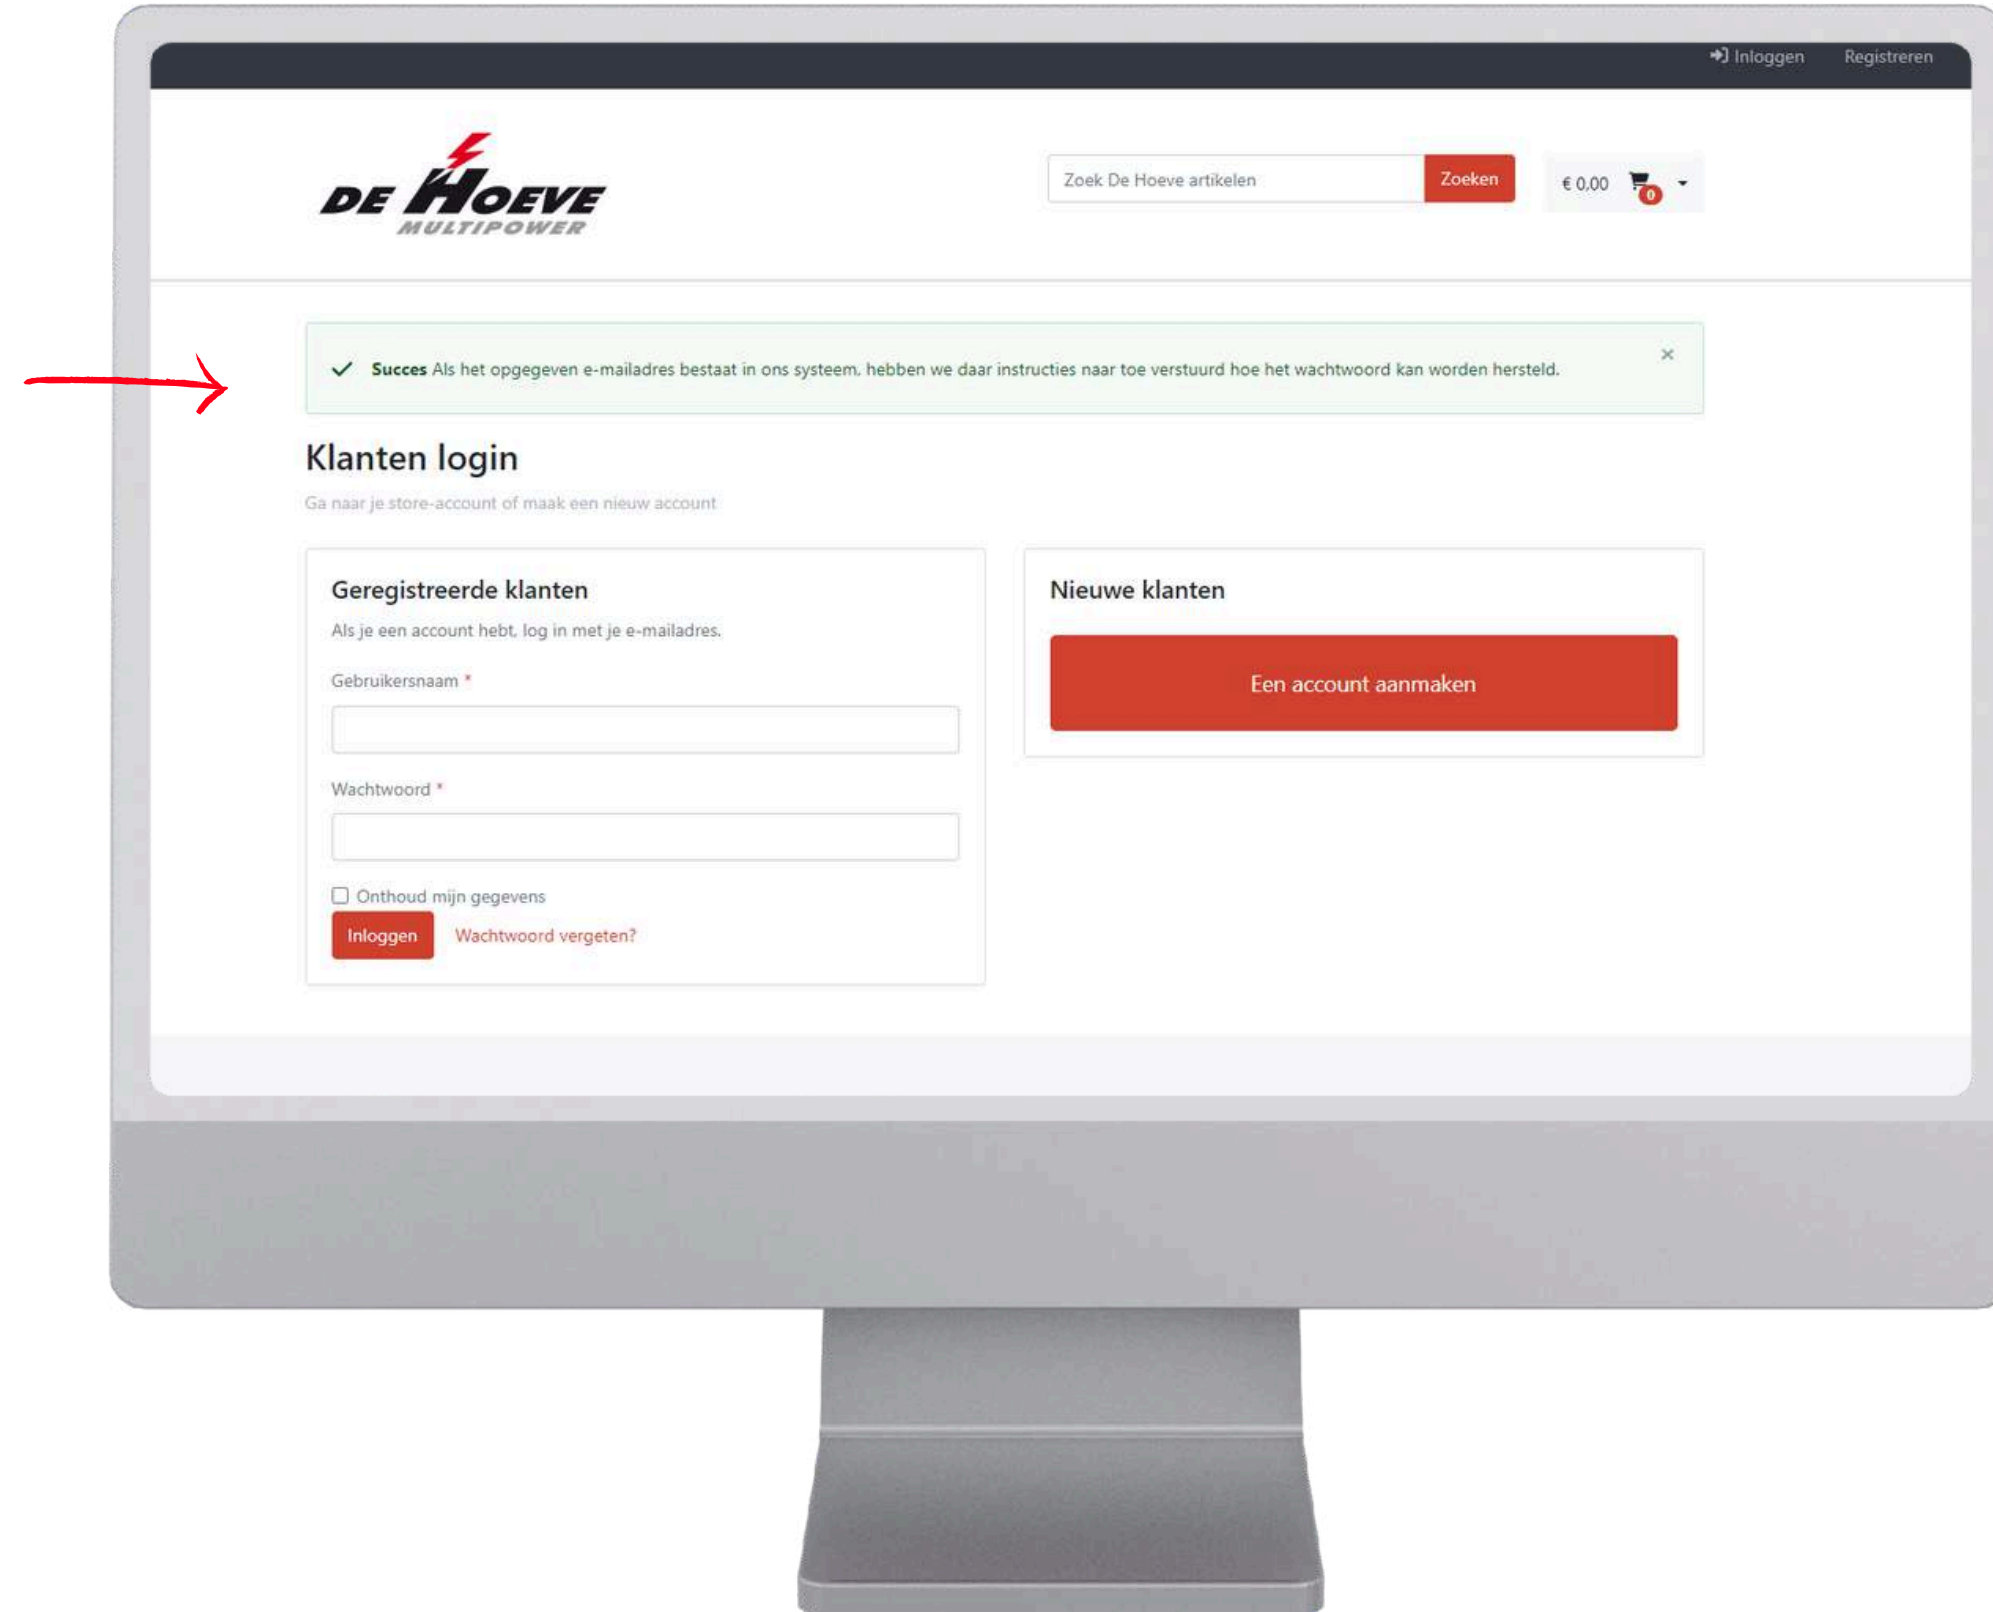 Inloggen Registreren
DE HOEVE
MULTIPOWER
Zoek De Hoeve artikelen Zoeken € 0,00 0
Succes Als het opgegeven e-mailadres bestaat in ons systeem, hebben we daar instructies naar toe verstuurd hoe het wachtwoord kan worden hersteld. ×
Klanten login
Ga naar je store-account of maak een nieuw account
Geregistreerde klanten
Als je een account hebt, log in met je e-mailadres.
Gebruikersnaam *
Wachtwoord *
Onthoud mijn gegevens
Inloggen Wachtwoord vergeten?
Nieuwe klanten
Een account aanmaken